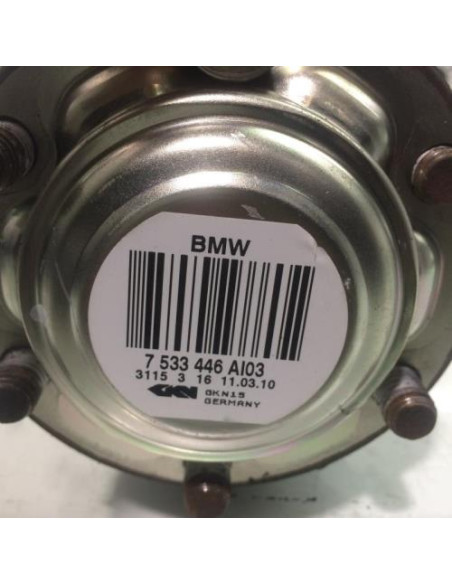 BMW
7 533 446 AI03
3115 3 16 11.03.10
GKN GKN15
GERMANY